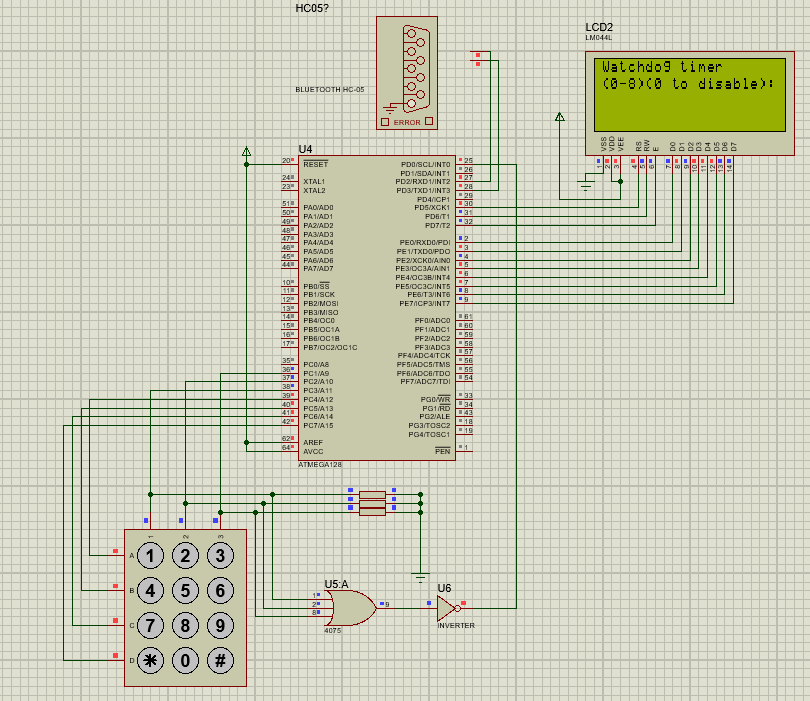 HC05?
BLUETOOTH HC-05
ERROR
LCD2
LM044L
Watchdog timer
(0-8)(0 to disable):
VSS
VDD
VEE
RS
RW
E
D0
D1
D2
D3
D4
D5
D6
D7
1
2
3
4
5
6
7
8
9
10
11
12
13
14
U4
20 RESET
24 XTAL1
23 XTAL2
51 PA0/AD0
50 PA1/AD1
49 PA2/AD2
48 PA3/AD3
47 PA4/AD4
46 PA5/AD5
45 PA6/AD6
44 PA7/AD7
10 PB0/SS
11 PB1/SCK
12 PB2/MOSI
13 PB3/MISO
14 PB4/OC0
15 PB5/OC1A
16 PB6/OC1B
17 PB7/OC2/OC1C
35 PC0/A8
36 PC1/A9
37 PC2/A10
38 PC3/A11
39 PC4/A12
40 PC5/A13
41 PC6/A14
42 PC7/A15
62 AREF
64 AVCC
PD0/SCL/INT0 25
PD1/SDA/INT1 26
PD2/RXD1/INT2 27
PD3/TXD1/INT3 28
PD4/ICP1 29
PD5/XCK1 30
PD6/T1 31
PD7/T2 32
PE0/RXD0/PDI 2
PE1/TXD0/PDO 3
PE2/XCK0/AIN0 4
PE3/OC3A/AIN1 5
PE4/OC3B/INT4 6
PE5/OC3C/INT5 7
PE6/T3/INT6 8
PE7/ICP3/INT7 9
PF0/ADC0 61
PF1/ADC1 60
PF2/ADC2 59
PF3/ADC3 58
PF4/ADC4/TCK 57
PF5/ADC5/TMS 56
PF6/ADC6/TDO 55
PF7/ADC7/TDI 54
PG0/WR 33
PG1/RD 34
PG2/ALE 43
PG3/TOSC2 18
PG4/TOSC1 19
PEN 1
ATMEGA128
1 2 3
A 1 2 3
B 4 5 6
C 7 8 9
D * 0 #
U5:A
1
2
8
9
4075
U6
INVERTER